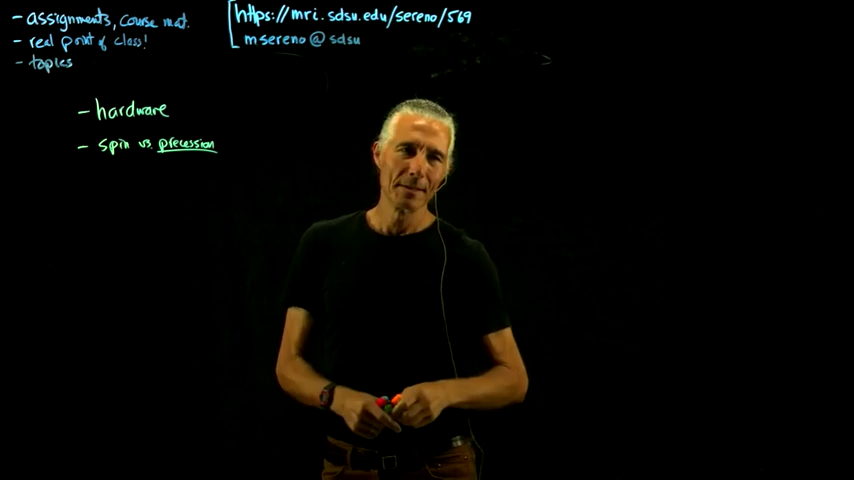 - assignments, course mat.
- real point of class!
- topics
https://mri.sdsu.edu/sereno/569
msereno@sdsu
- hardware
- spin vs. precession